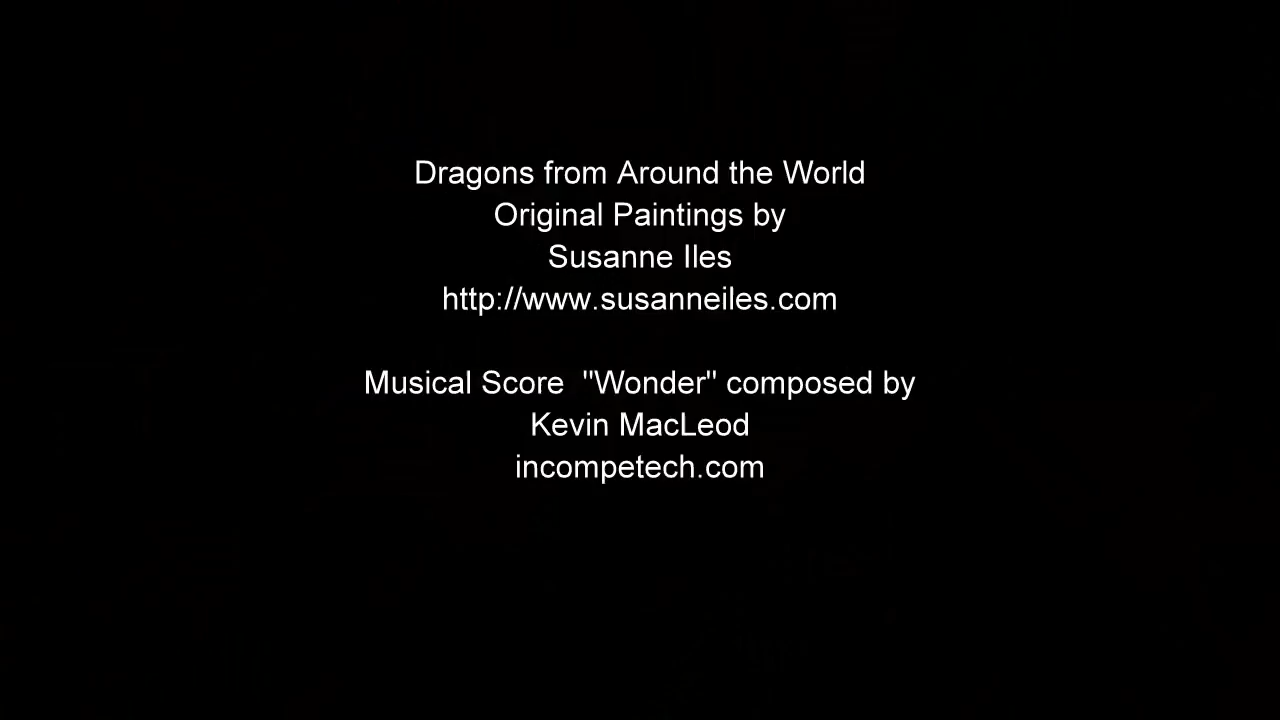 Dragons from Around the World
Original Paintings by
Susanne Iles
http://www.susanneiles.com
Musical Score  "Wonder" composed by
Kevin MacLeod
incompetech.com